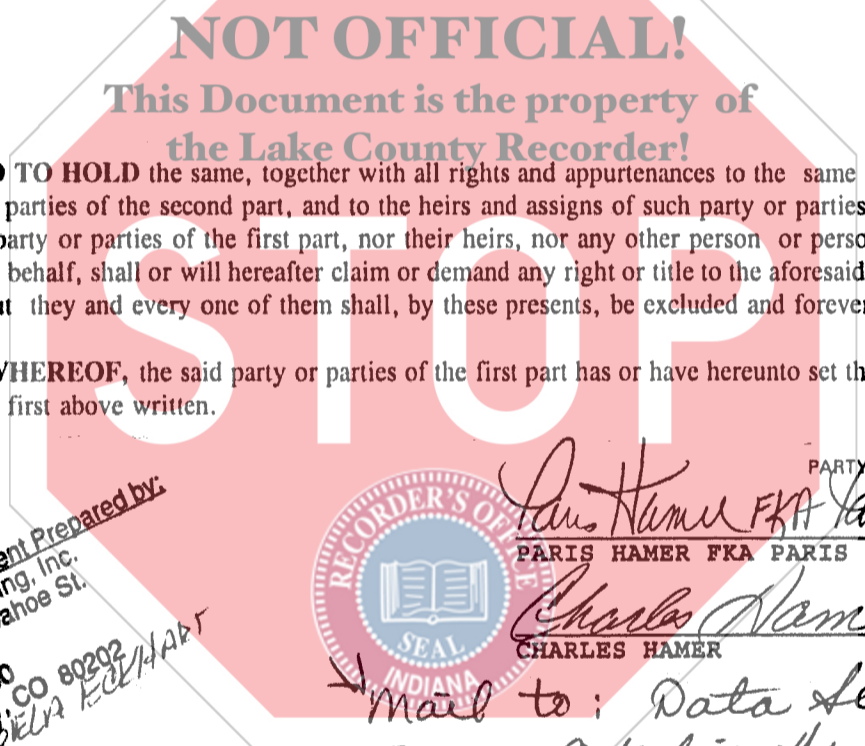 NOT OFFICIAL!
This Document is the property of
the Lake County Recorder!
TO HOLD the same, together with all rights and appurtenances to the same
parties of the second part, and to the heirs and assigns of such party or parties
party or parties of the first part, nor their heirs, nor any other person or perso
behalf, shall or will hereafter claim or demand any right or title to the aforesaid
they and every one of them shall, by these presents, be excluded and foreve
STOP
WHEREOF, the said party or parties of the first part has or have hereunto set th
first above written.
PARTY
ent Prepared by:
ng, Inc.
ahoe St.
CO 80202
Paris Hamer FKA
PARIS HAMER FKA PARIS
Charles Ham
CHARLES HAMER
RECORDER'S OFFICE
SEAL
INDIANA
Mail to: Data